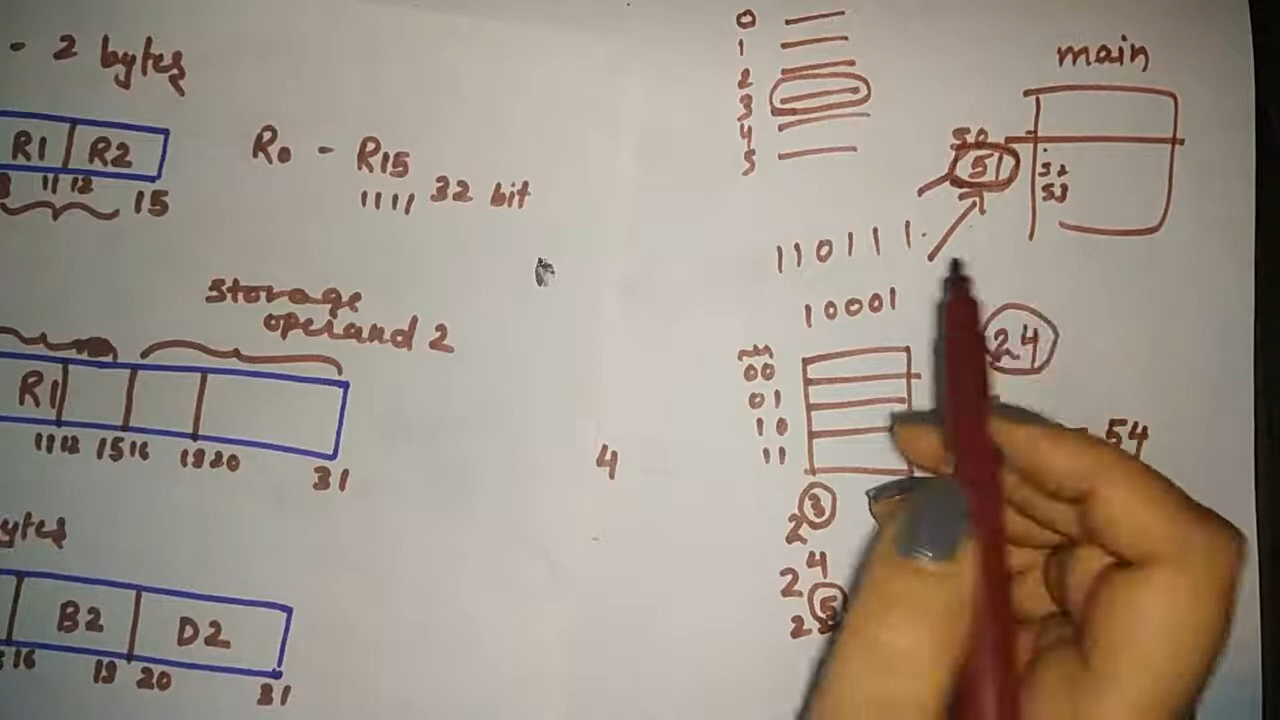 - 2 bytes
R1 R2
11 12 15
R0 - R15
1111 32 bit
storage
operand 2
R1
11 12 15 16 19 20 31
B2 D2
16 19 20 31
4
0
1
2
3
4
5
main
50
51
52
53
110111
10001
24
00
01
10
11
54
2 3
2 4
2 5